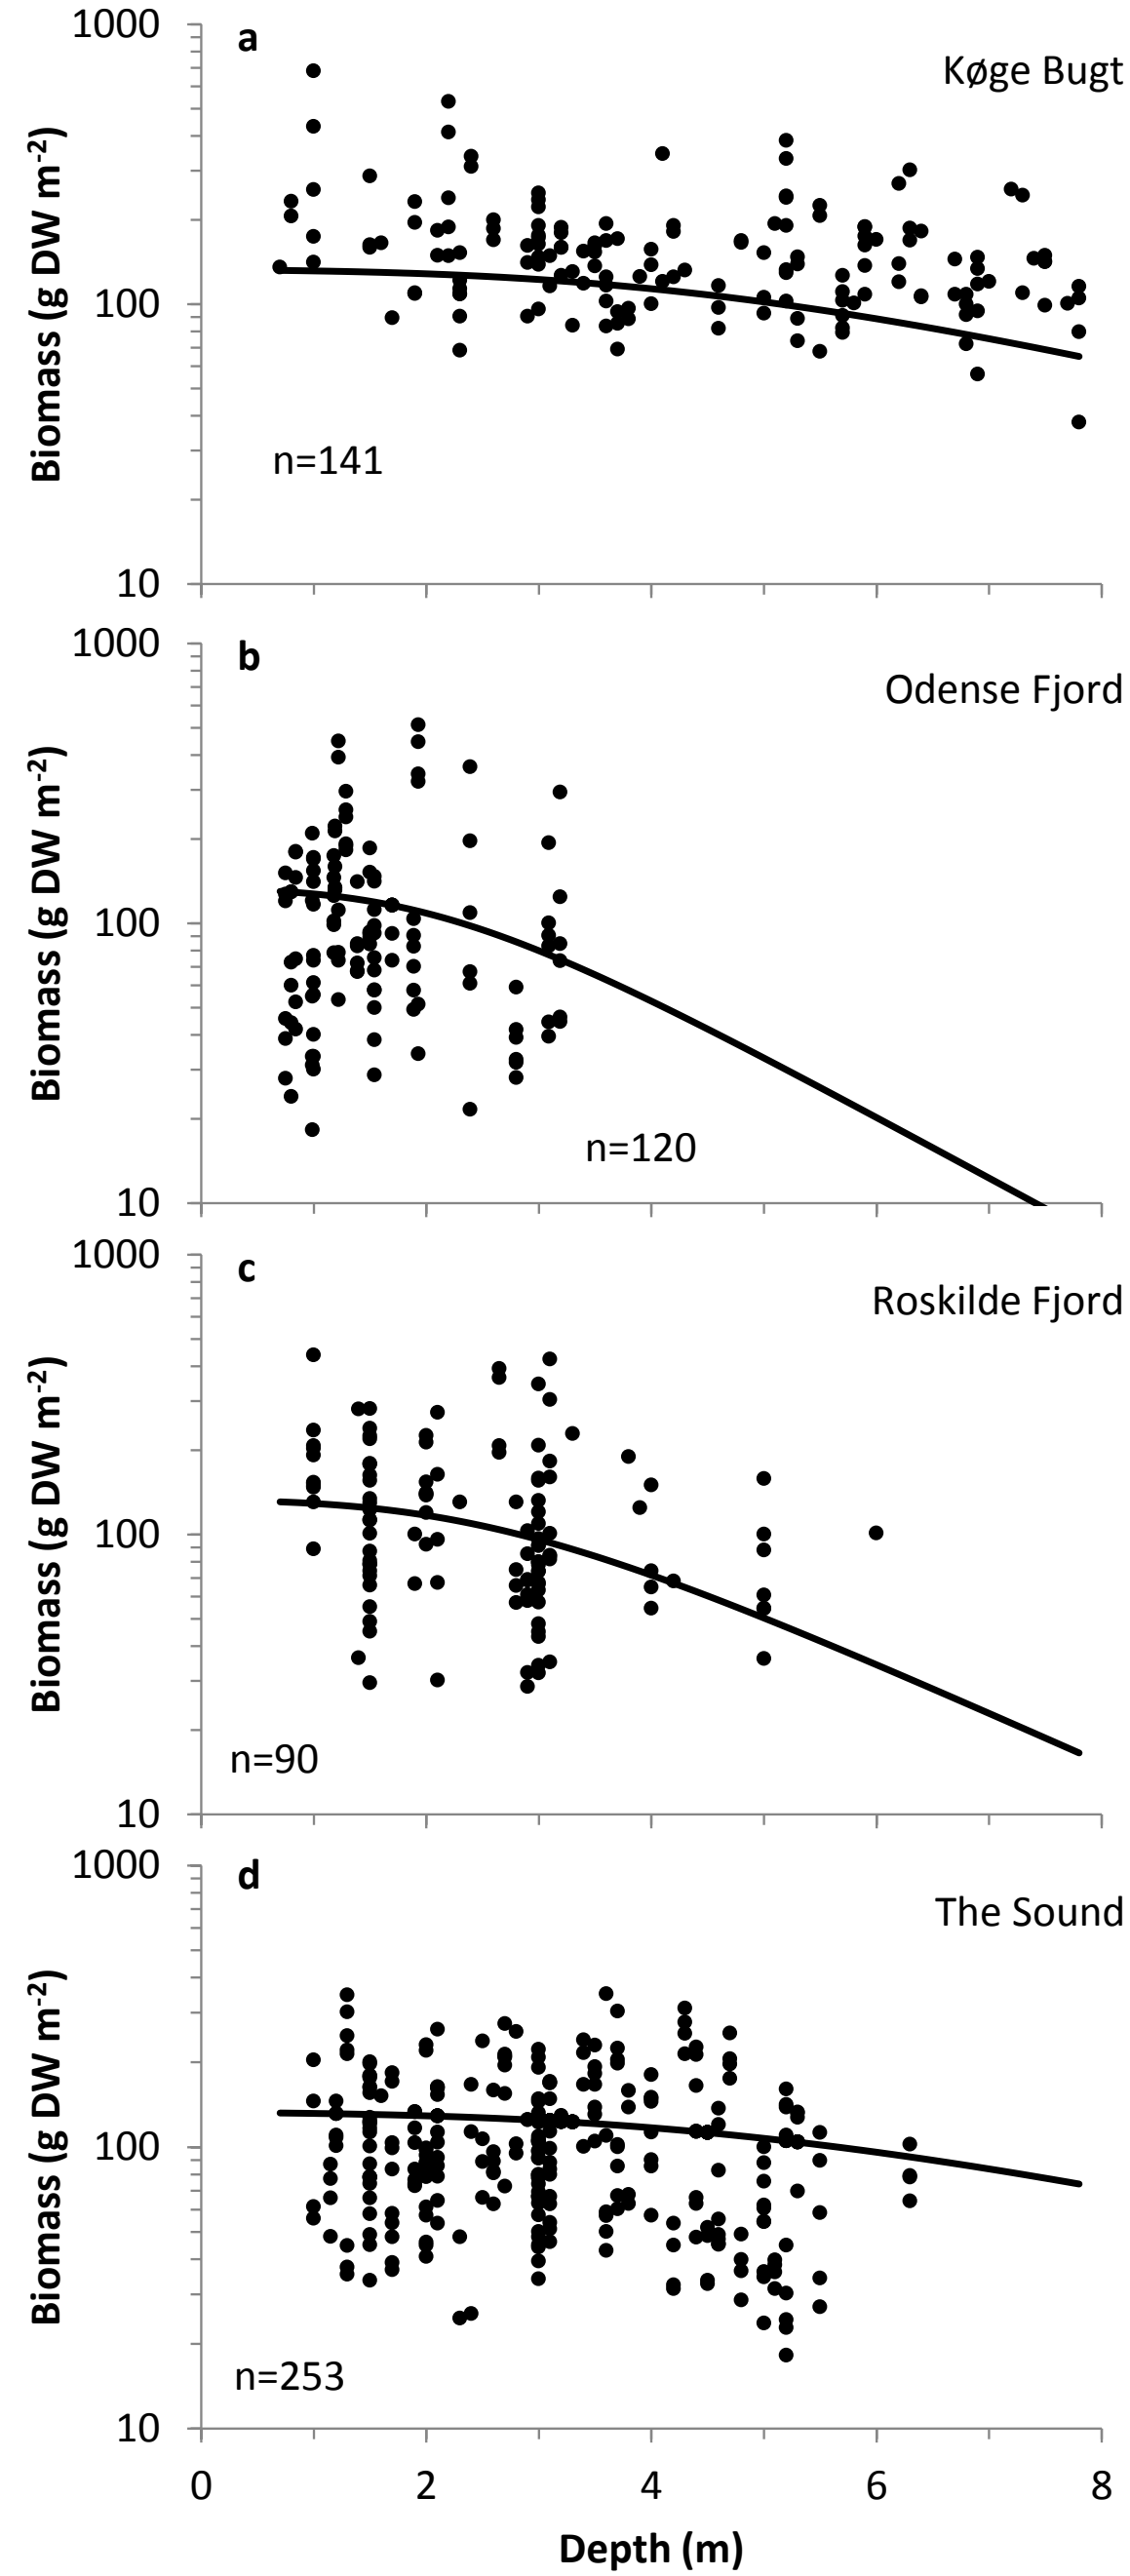 a
Køge Bugt
1000
100
10
Biomass (g DW m⁻²)
n=141
b
Odense Fjord
1000
100
10
Biomass (g DW m⁻²)
n=120
c
Roskilde Fjord
1000
100
10
Biomass (g DW m⁻²)
n=90
d
The Sound
1000
100
10
Biomass (g DW m⁻²)
n=253
0 2 4 6 8
Depth (m)